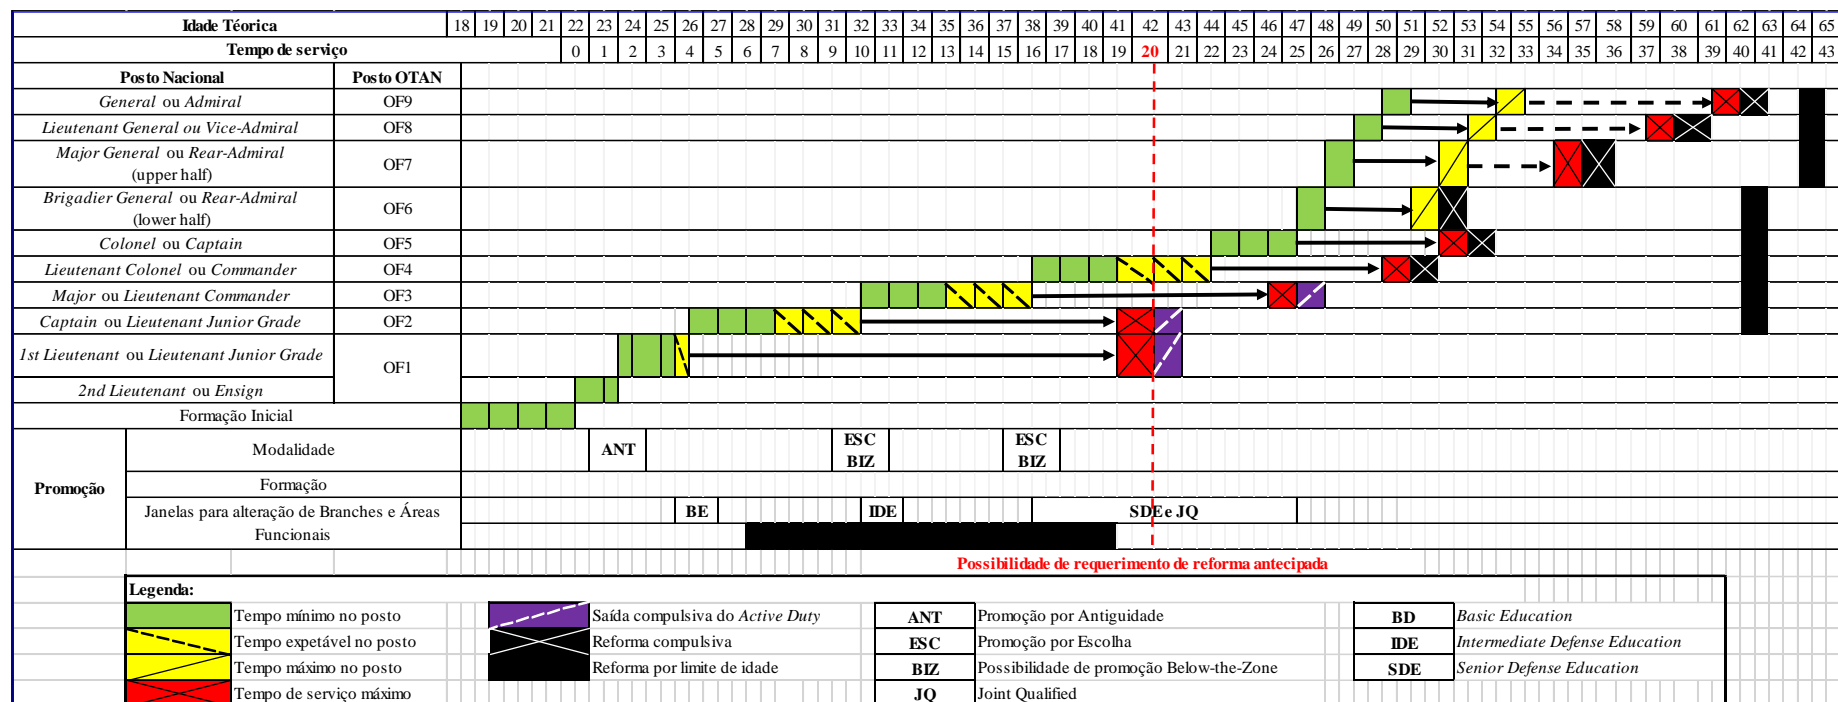 Idade Téorica 18 19 20 21 22 23 24 25 26 27 28 29 30 31 32 33 34 35 36 37 38 39 40 41 42 43 44 45 46 47 48 49 50 51 52 53 54 55 56 57 58 59 60 61 62 63 64 65
Tempo de serviço 0 1 2 3 4 5 6 7 8 9 10 11 12 13 14 15 16 17 18 19 20 21 22 23 24 25 26 27 28 29 30 31 32 33 34 35 36 37 38 39 40 41 42 43
Posto Nacional Posto OTAN
General ou Admiral OF9
Lieutenant General ou Vice-Admiral OF8
Major General ou Rear-Admiral
(upper half) OF7
Brigadier General ou Rear-Admiral
(lower half) OF6
Colonel ou Captain OF5
Lieutenant Colonel ou Commander OF4
Major ou Lieutenant Commander OF3
Captain ou Lieutenant Junior Grade OF2
1st Lieutenant ou Lieutenant Junior Grade
OF1
2nd Lieutenant ou Ensign
Formação Inicial
Promoção
Modalidade ANT ESC BIZ ESC BIZ
Formação
Janelas para alteração de Branches e Áreas
Funcionais
BE IDE SDE e JQ
Possibilidade de requerimento de reforma antecipada
Legenda:
Tempo mínimo no posto Saída compulsiva do Active Duty ANT Promoção por Antiguidade BD Basic Education
Tempo expetável no posto Reforma compulsiva ESC Promoção por Escolha IDE Intermediate Defense Education
Tempo máximo no posto Reforma por limite de idade BIZ Possibilidade de promoção Below-the-Zone SDE Senior Defense Education
Tempo de serviço máximo JQ Joint Qualified